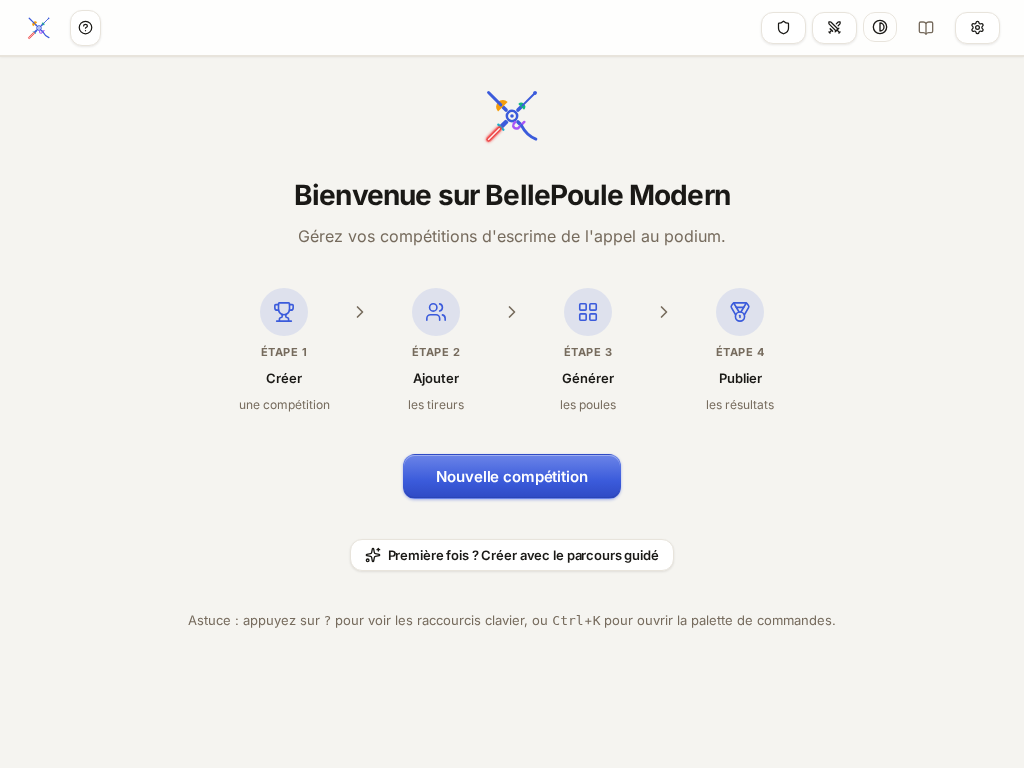 Bienvenue sur BellePoule Modern
Gérez vos compétitions d'escrime de l'appel au podium.
ÉTAPE 1
Créer
une compétition
ÉTAPE 2
Ajouter
les tireurs
ÉTAPE 3
Générer
les poules
ÉTAPE 4
Publier
les résultats
Nouvelle compétition
Première fois ? Créer avec le parcours guidé
Astuce : appuyez sur ? pour voir les raccourcis clavier, ou Ctrl+K pour ouvrir la palette de commandes.